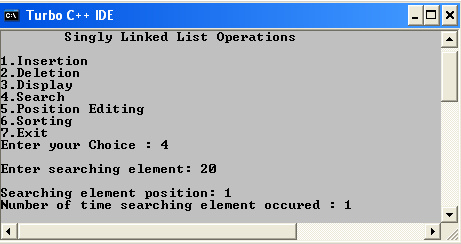 Turbo C++ IDE
Singly Linked List Operations
1.Insertion
2.Deletion
3.Display
4.Search
5.Position Editing
6.Sorting
7.Exit
Enter your Choice : 4
Enter searching element: 20
Searching element position: 1
Number of time searching element occured : 1